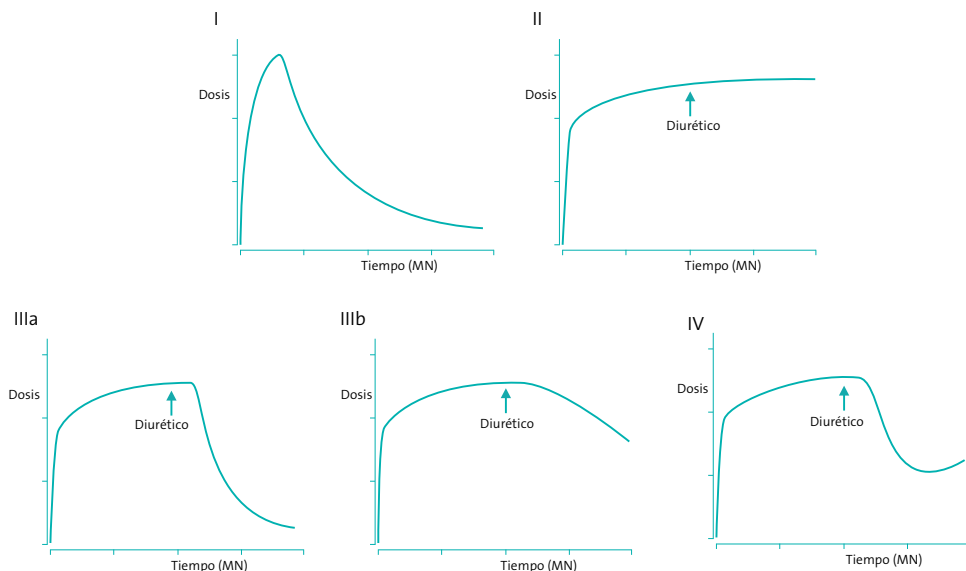 I
Dosis
Tiempo (MN)
II
Dosis
Diurético
Tiempo (MN)
IIIa
Dosis
Diurético
Tiempo (MN)
IIIb
Dosis
Diurético
Tiempo (MN)
IV
Dosis
Diurético
Tiempo (MN)